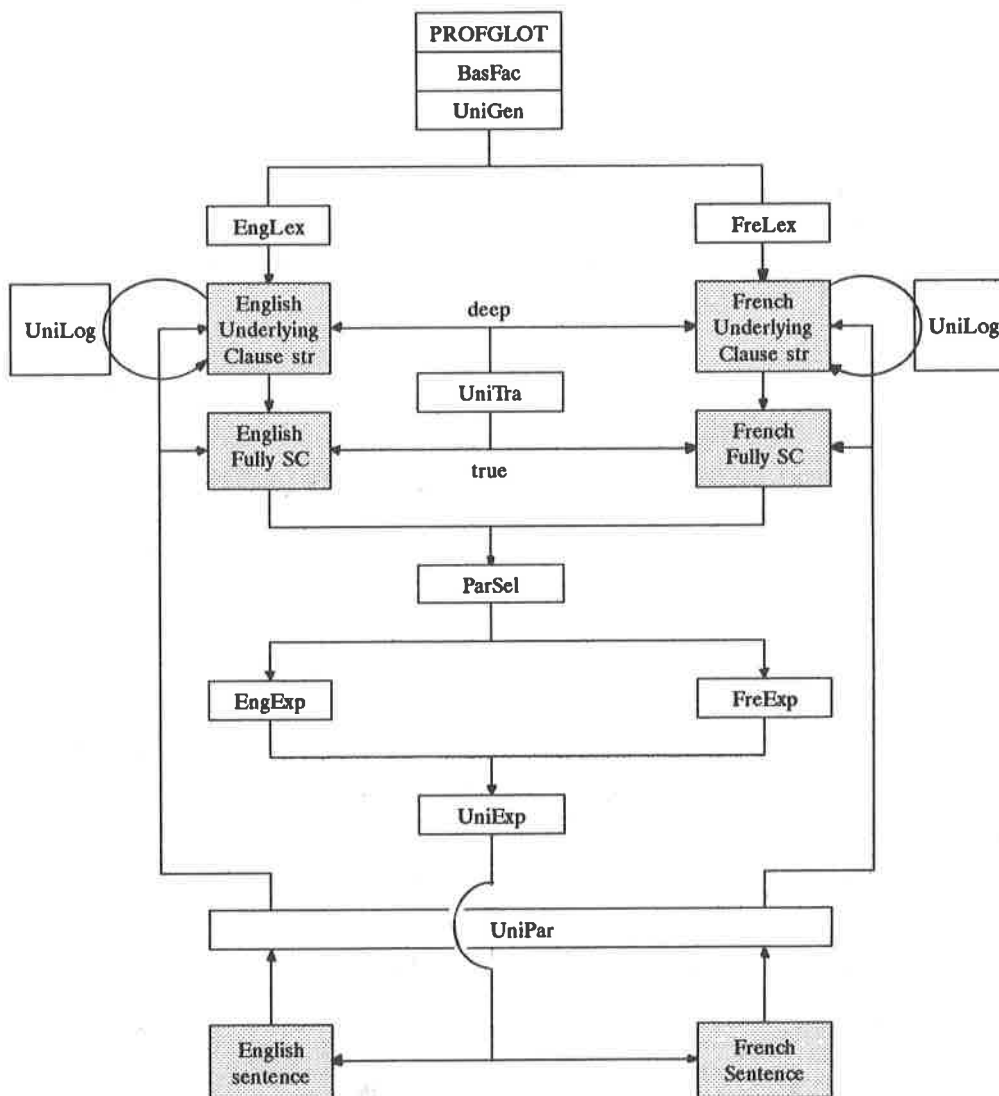 PROFGLOT
BasFac
UniGen
EngLex
FreLex
UniLog
English
Underlying
Clause str
deep
French
Underlying
Clause str
UniLog
UniTra
English
Fully SC
true
French
Fully SC
ParSel
EngExp
FreExp
UniExp
UniPar
English
sentence
French
Sentence